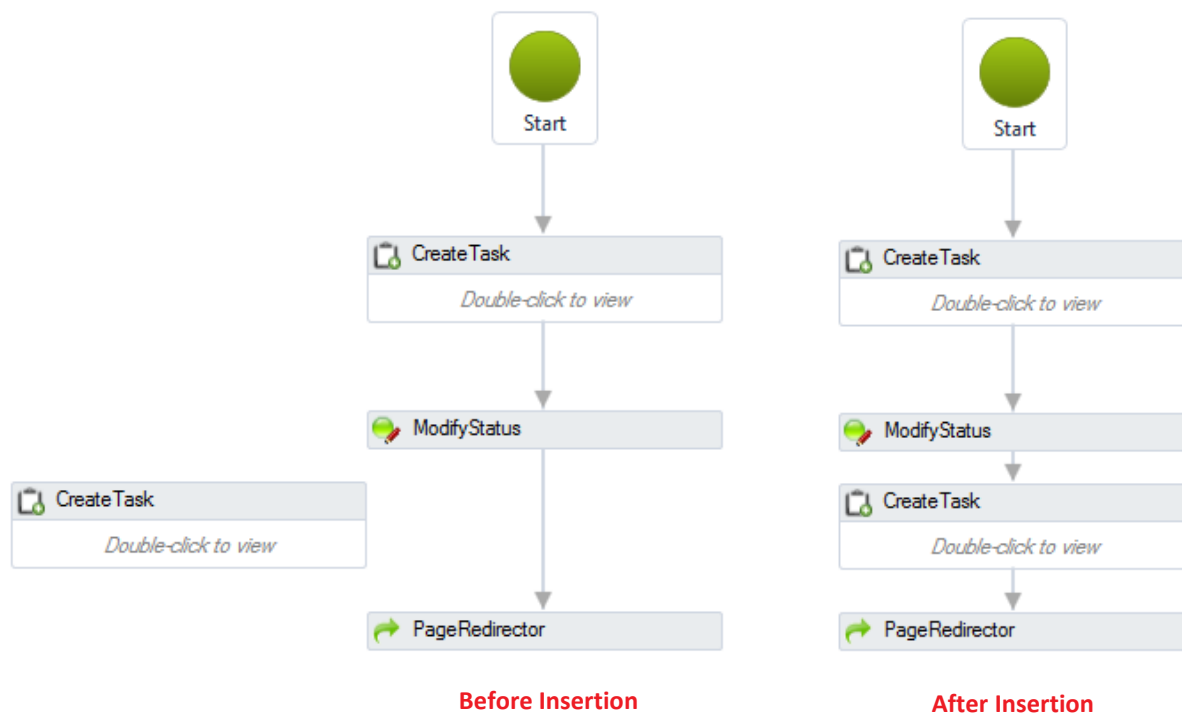 Start
CreateTask
Double-click to view
ModifyStatus
CreateTask
Double-click to view
PageRedirector
Before Insertion
Start
CreateTask
Double-click to view
ModifyStatus
CreateTask
Double-click to view
PageRedirector
After Insertion